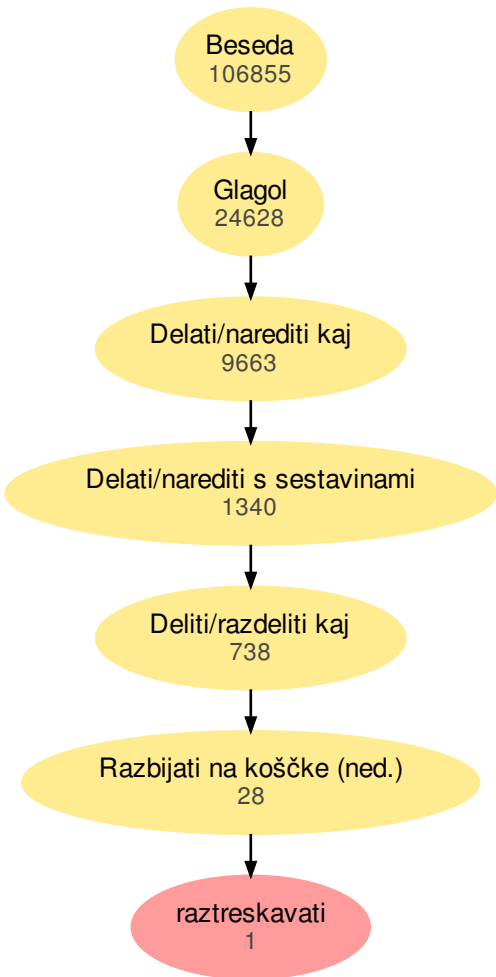 Beseda
106855
Glagol
24628
Delati/narediti kaj
9663
Delati/narediti s sestavinami
1340
Deliti/razdeliti kaj
738
Razbijati na koščke (ned.)
28
raztreskavati
1